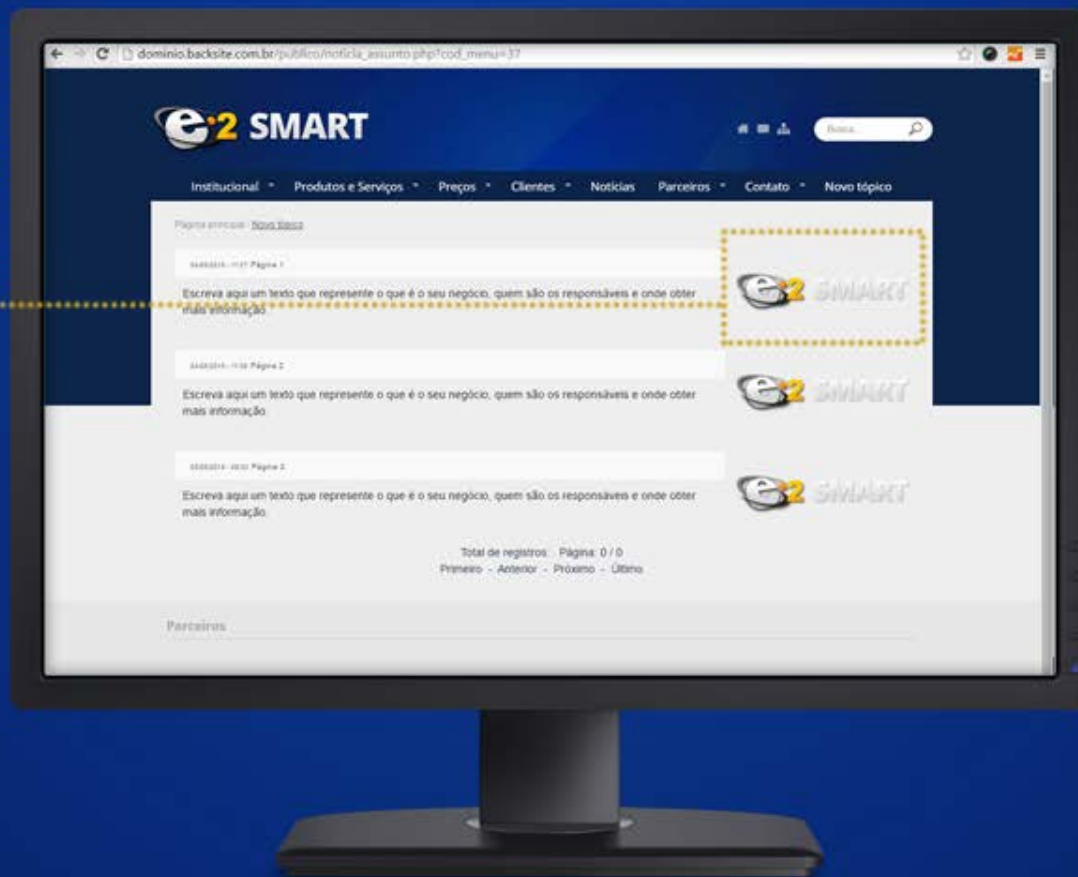 dominio.backsite.com.br/publico/noticia_assunto.php?cod_menu=37
e2 SMART
Busca...
Institucional Produtos e Serviços Preços Clientes Notícias Parceiros Contato Novo tópico
Página principal Novo tópico
Página 1
Escreva aqui um texto que represente o que é o seu negócio, quem são os responsáveis e onde obter
mais informação.
e2 SMART
Página 2
Escreva aqui um texto que represente o que é o seu negócio, quem são os responsáveis e onde obter
mais informação.
e2 SMART
Página
Escreva aqui um texto que represente o que é o seu negócio, quem são os responsáveis e onde obter
mais informação.
e2 SMART
Total de registros: Página: 0 / 0
Primeiro - Anterior - Próximo - Último
Parceiros